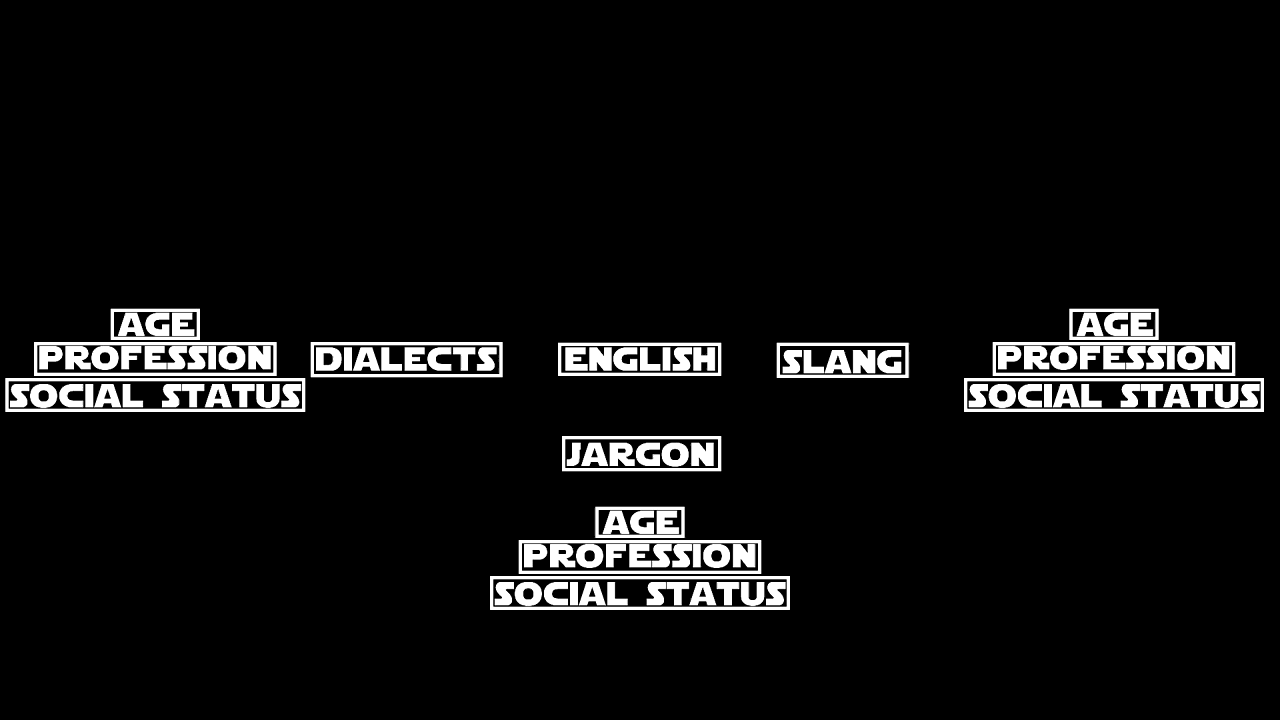 AGE
PROFESSION
SOCIAL STATUS
DIALECTS
ENGLISH
SLANG
AGE
PROFESSION
SOCIAL STATUS
JARGON
AGE
PROFESSION
SOCIAL STATUS